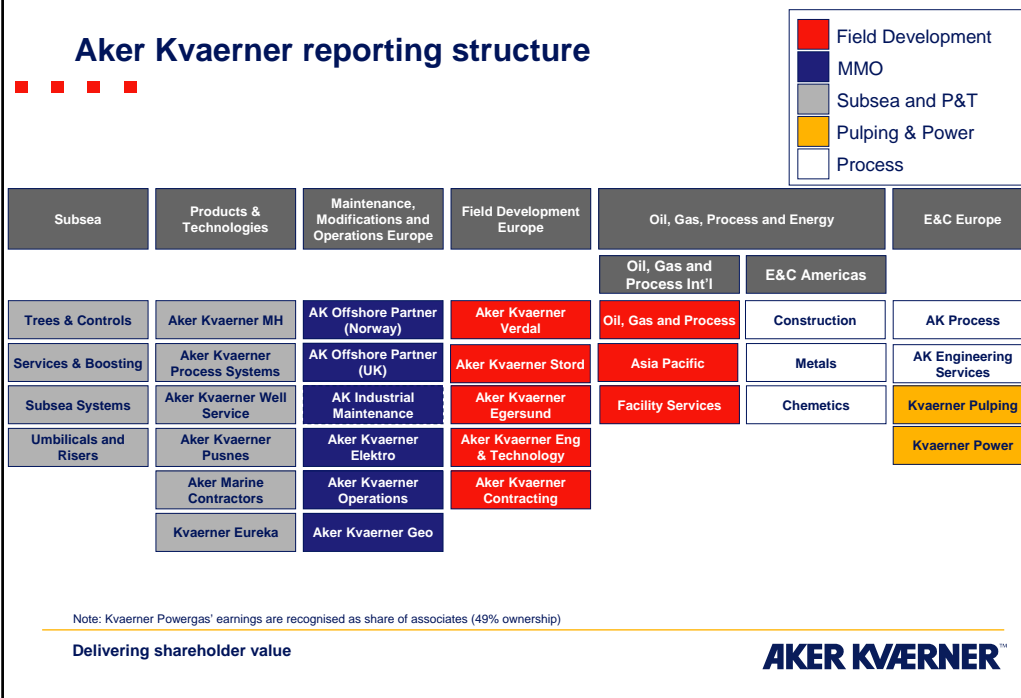 Aker Kvaerner reporting structure
Field Development
MMO
Subsea and P&T
Pulping & Power
Process
Subsea
Products &
Technologies
Maintenance,
Modifications and
Operations Europe
Field Development
Europe
Oil, Gas, Process and Energy
E&C Europe
Oil, Gas and
Process Int'l
E&C Americas
Trees & Controls
Aker Kvaerner MH
AK Offshore Partner
(Norway)
Aker Kvaerner
Verdal
Oil, Gas and Process
Construction
AK Process
Services & Boosting
Aker Kvaerner
Process Systems
AK Offshore Partner
(UK)
Aker Kvaerner Stord
Asia Pacific
Metals
AK Engineering
Services
Subsea Systems
Aker Kvaerner Well
Service
AK Industrial
Maintenance
Aker Kvaerner
Egersund
Facility Services
Chemetics
Kvaerner Pulping
Umbilicals and
Risers
Aker Kvaerner
Pusnes
Aker Kvaerner
Elektro
Aker Kvaerner Eng
& Technology
Kvaerner Power
Aker Marine
Contractors
Aker Kvaerner
Operations
Aker Kvaerner
Contracting
Kvaerner Eureka
Aker Kvaerner Geo
Note: Kvaerner Powergas' earnings are recognised as share of associates (49% ownership)
Delivering shareholder value
AKER KVÆRNER™